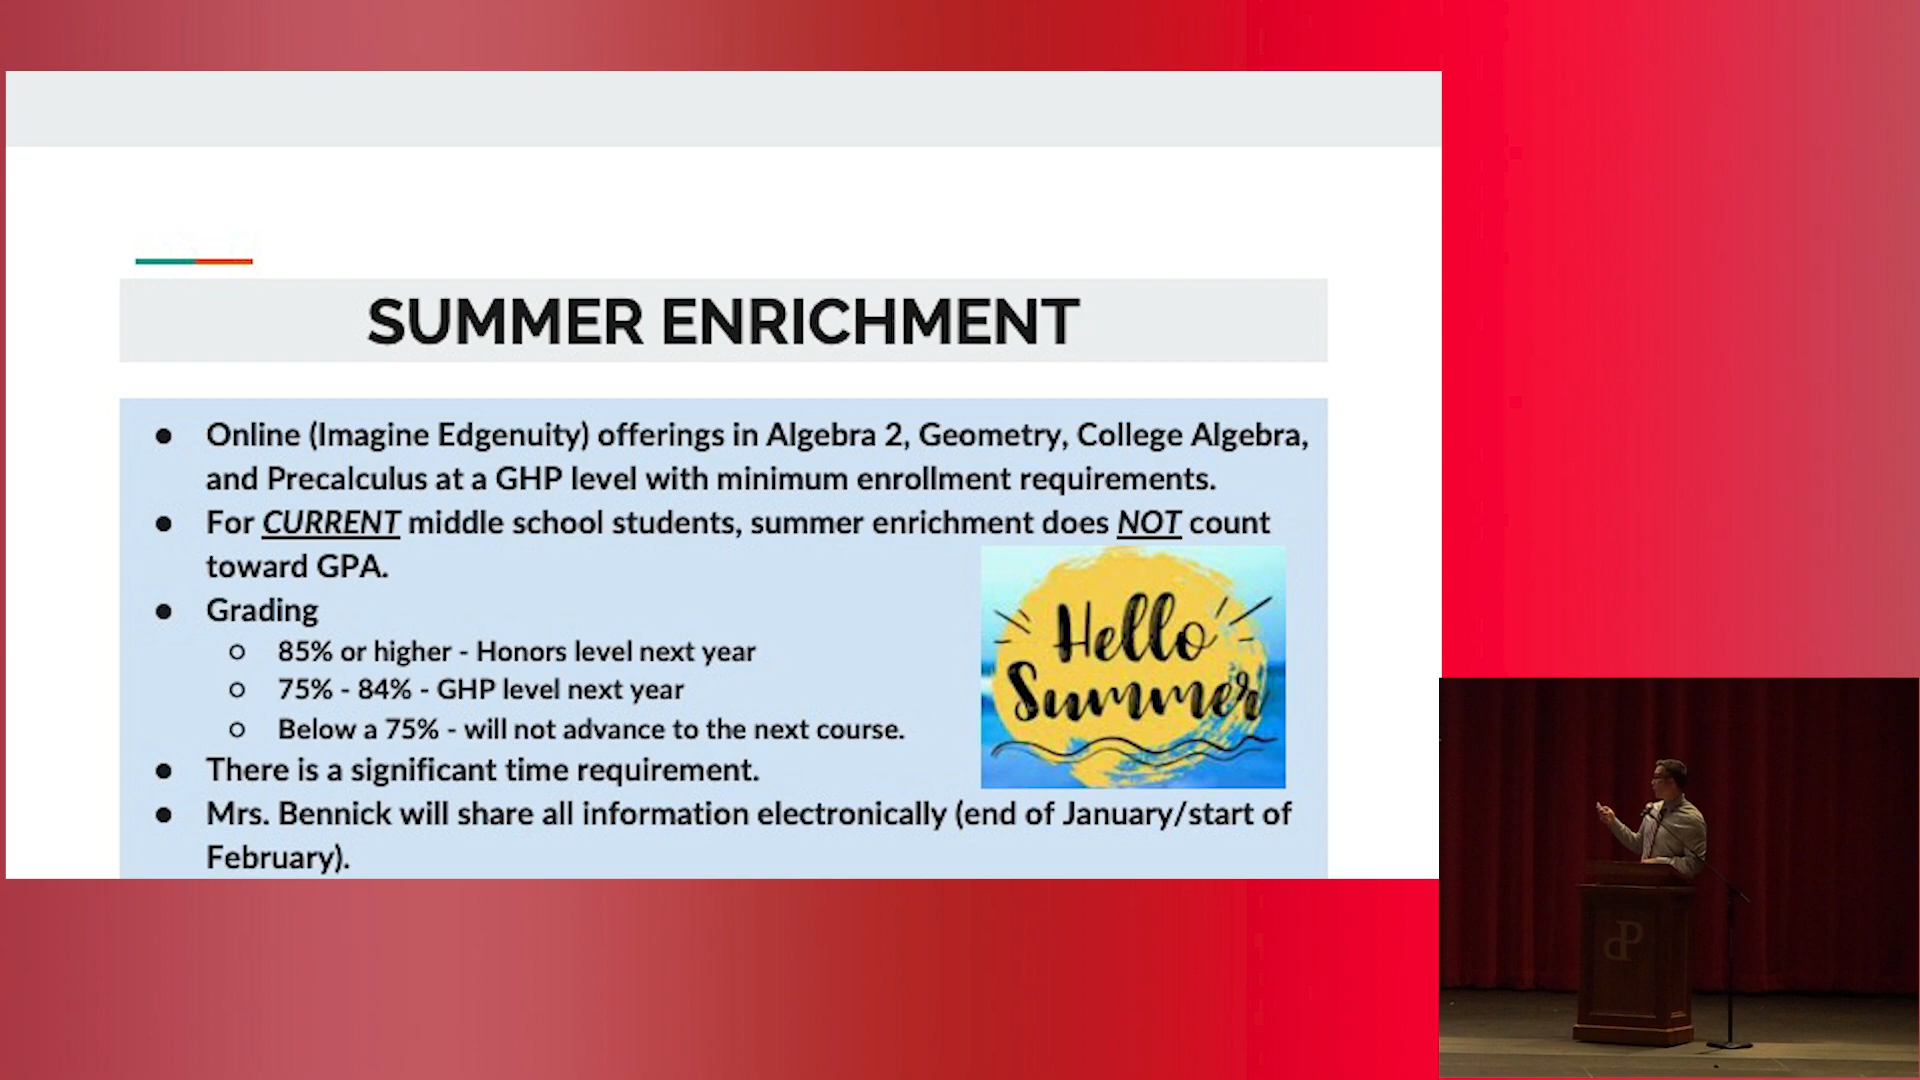 SUMMER ENRICHMENT
● Online (Imagine Edgenuity) offerings in Algebra 2, Geometry, College Algebra,
and Precalculus at a GHP level with minimum enrollment requirements.
● For CURRENT middle school students, summer enrichment does NOT count
toward GPA.
● Grading
○ 85% or higher - Honors level next year
○ 75% - 84% - GHP level next year
○ Below a 75% - will not advance to the next course.
● There is a significant time requirement.
● Mrs. Bennick will share all information electronically (end of January/start of
February).
Hello
Summer
dP